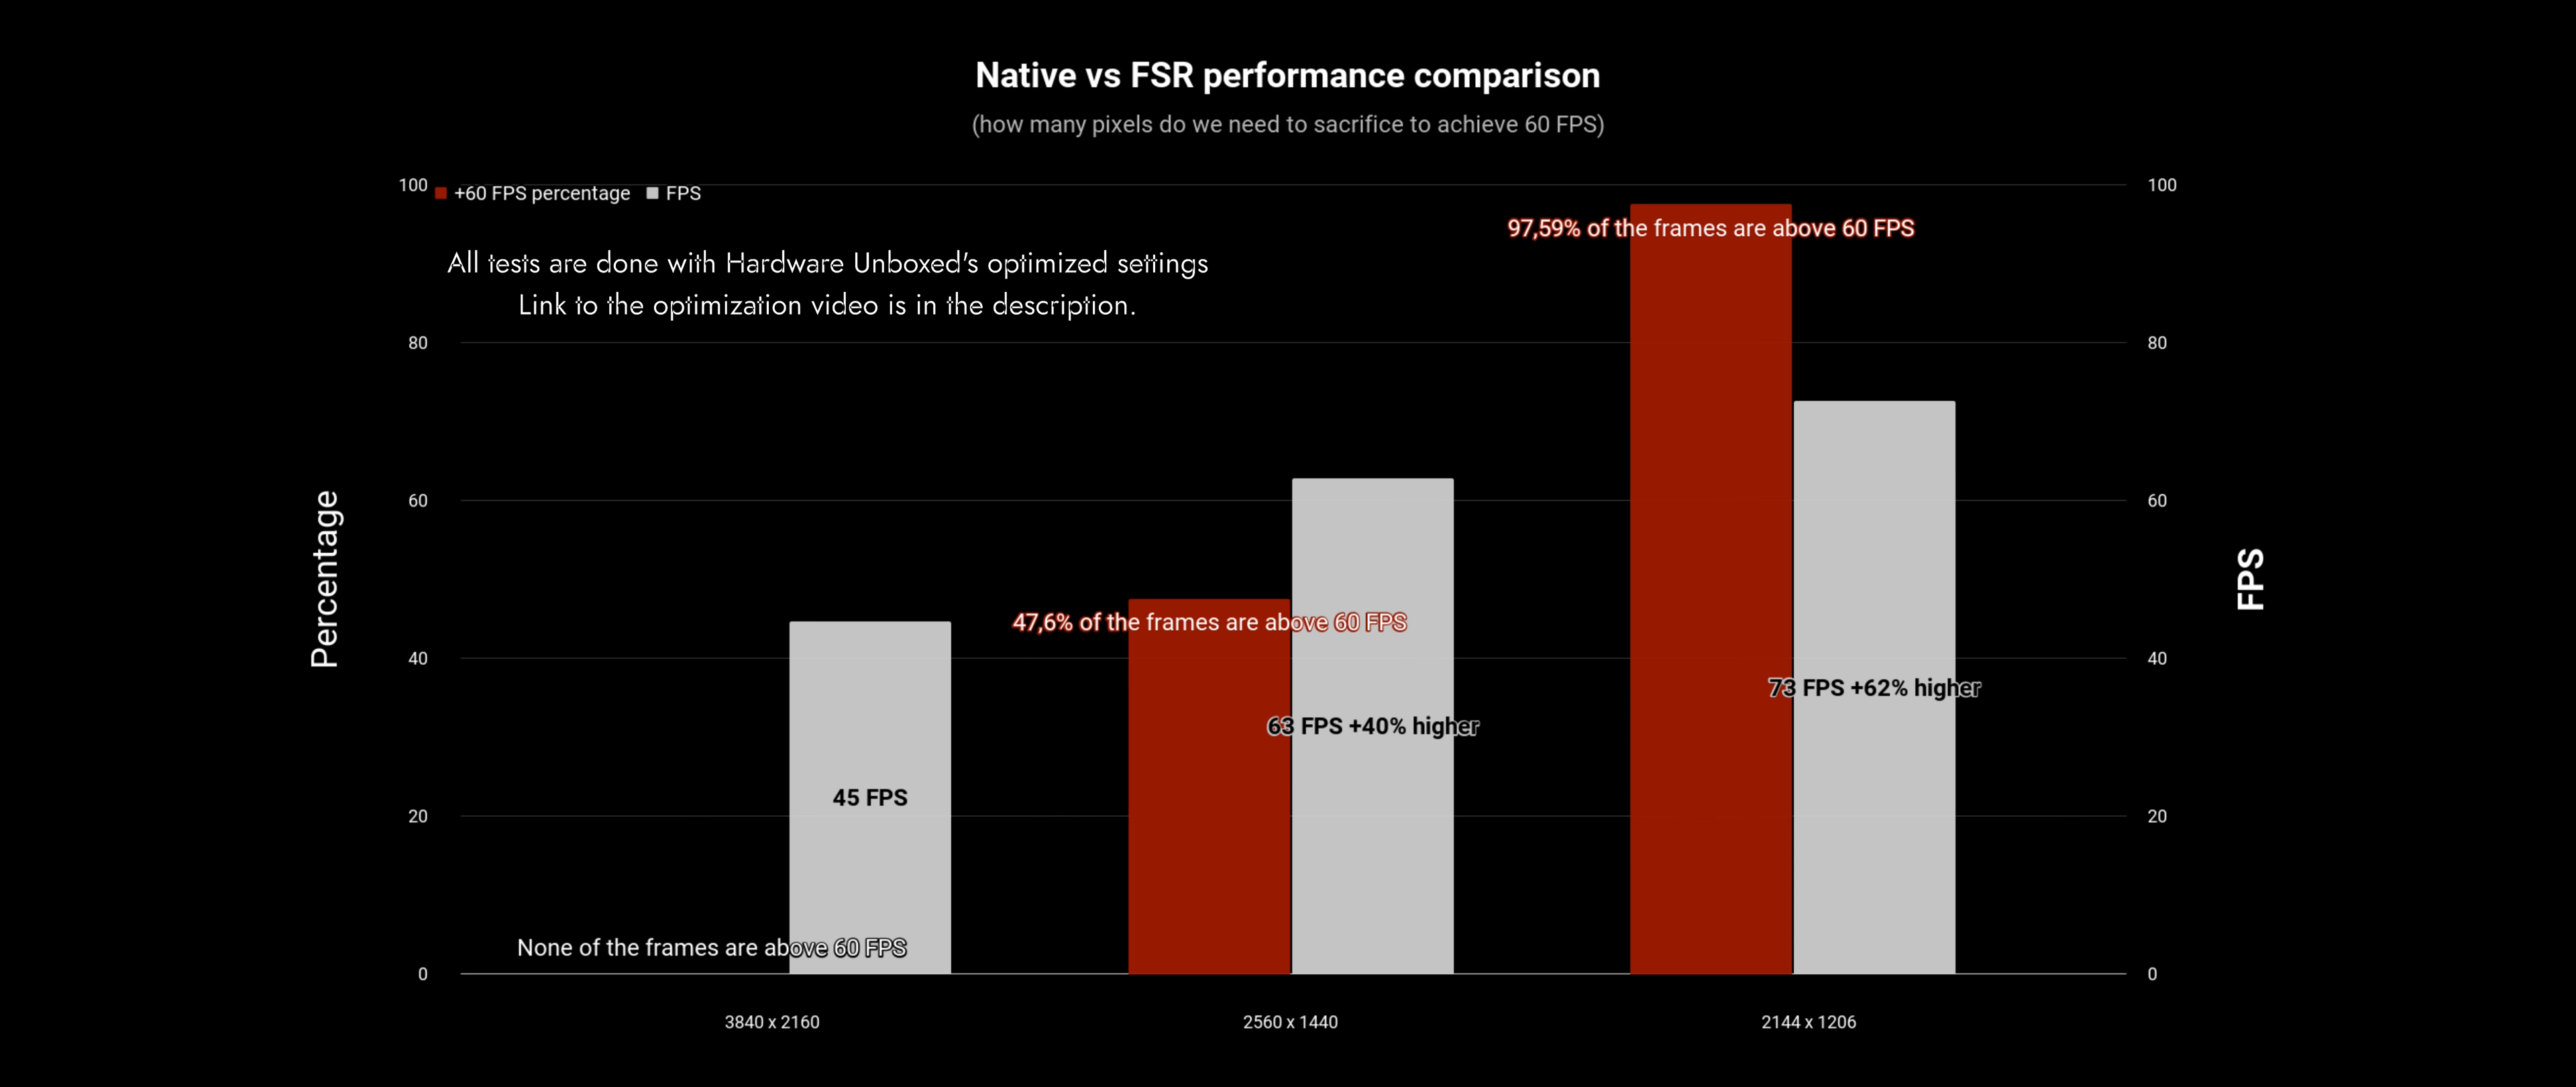 Native vs FSR performance comparison
(how many pixels do we need to sacrifice to achieve 60 FPS)
100
+60 FPS percentage
FPS
100
97,59% of the frames are above 60 FPS
All tests are done with Hardware Unboxed's optimized settings
Link to the optimization video is in the description.
80
80
Percentage
60
60
FPS
47,6% of the frames are above 60 FPS
40
40
73 FPS +62% higher
63 FPS +40% higher
45 FPS
20
20
None of the frames are above 60 FPS
0
0
3840 x 2160
2560 x 1440
2144 x 1206